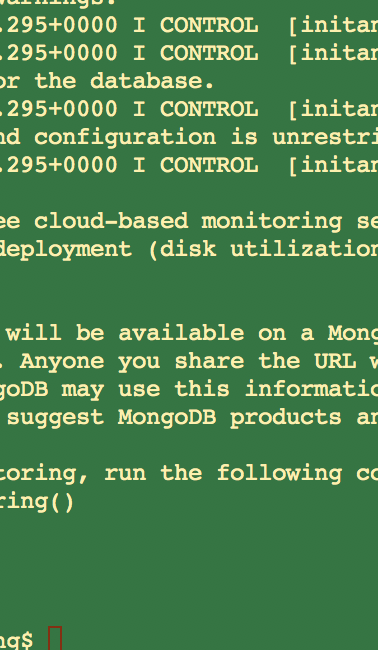 warnings.
.295+0000 I CONTROL  [initan
.295+0000 I CONTROL  [initan
or the database.
.295+0000 I CONTROL  [initan
nd configuration is unrestri
.295+0000 I CONTROL  [initan
ee cloud-based monitoring se
deployment (disk utilization
will be available on a Mong
. Anyone you share the URL w
goDB may use this informatio
suggest MongoDB products an
toring, run the following co
ring()
ng$